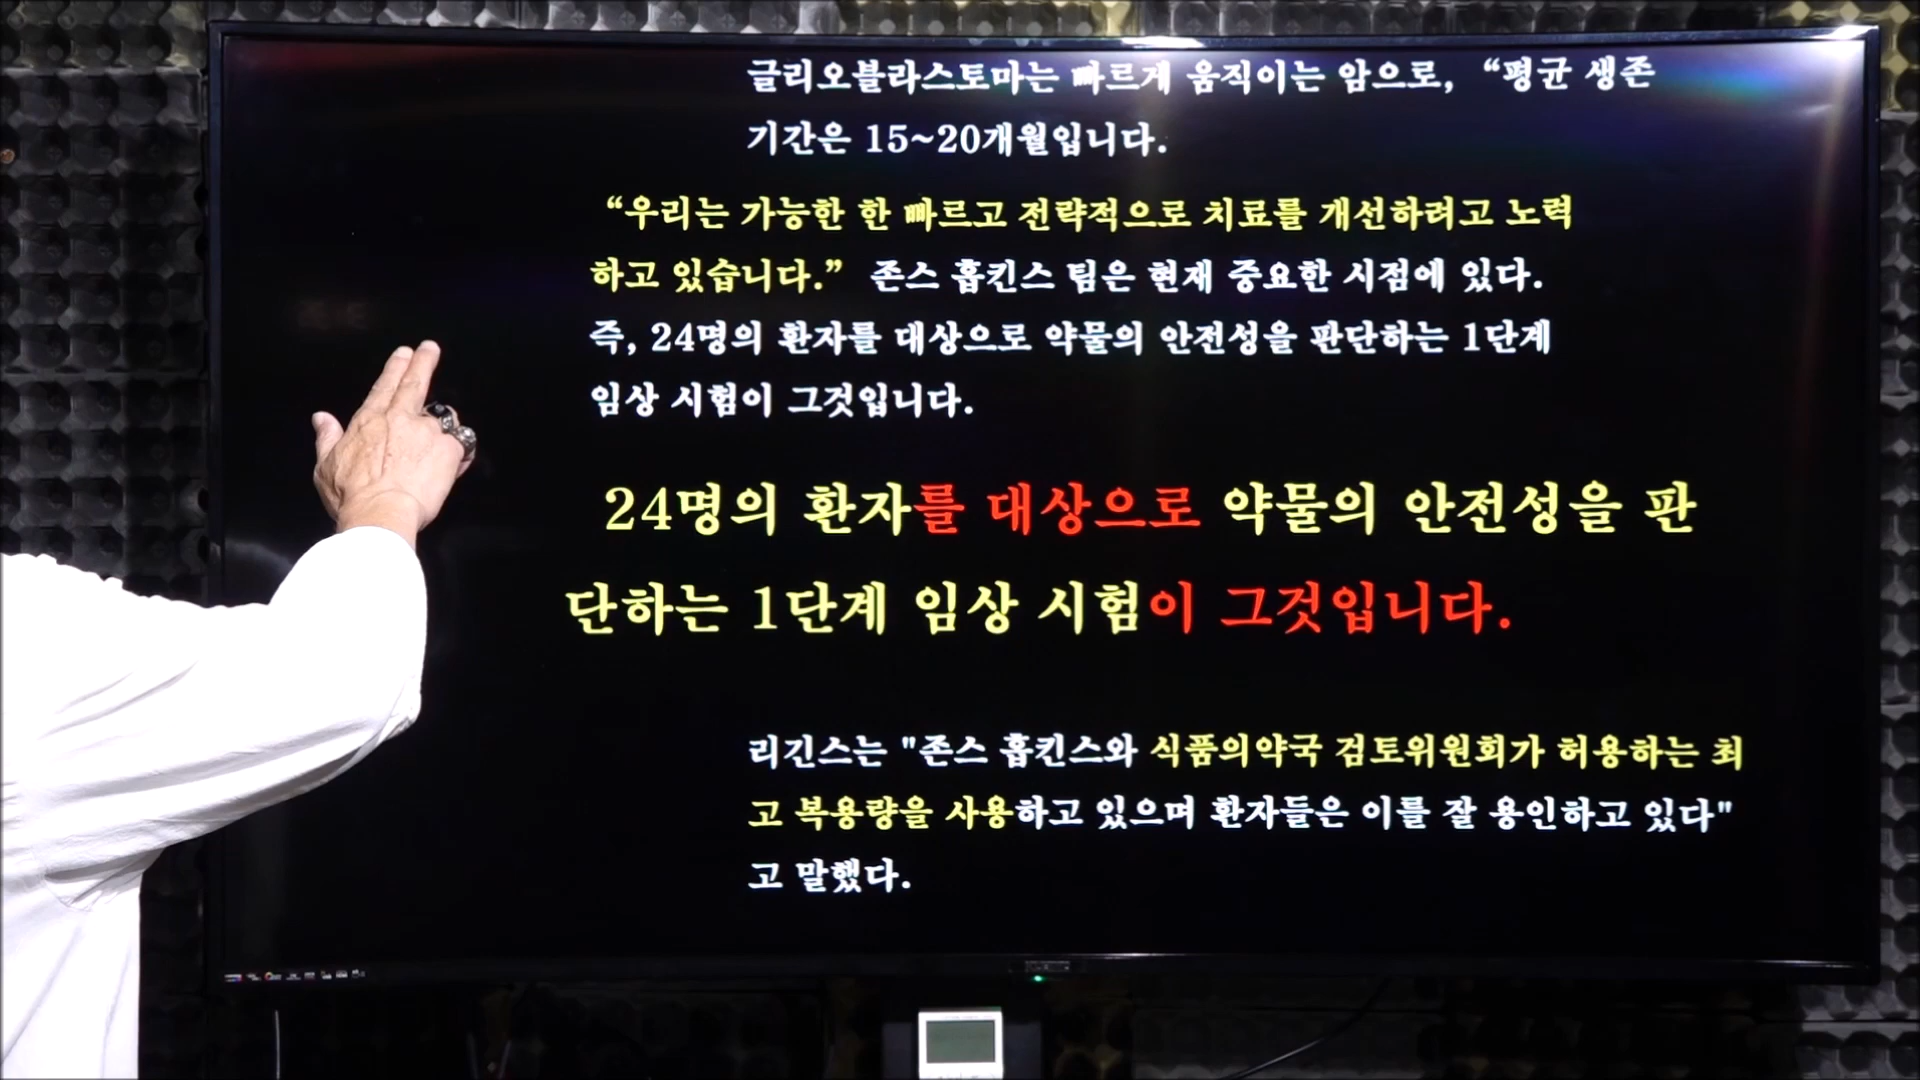 글리오블라스토마는 빠르게 움직이는 암으로, “평균 생존
기간은 15~20개월입니다.
“우리는 가능한 한 빠르고 전략적으로 치료를 개선하려고 노력
하고 있습니다.” 존스 홉킨스 팀은 현재 중요한 시점에 있다.
즉, 24명의 환자를 대상으로 약물의 안전성을 판단하는 1단계
임상 시험이 그것입니다.
24명의 환자를 대상으로 약물의 안전성을 판
단하는 1단계 임상 시험이 그것입니다.
리긴스는 "존스 홉킨스와 식품의약국 검토위원회가 허용하는 최
고 복용량을 사용하고 있으며 환자들은 이를 잘 용인하고 있다"
고 말했다.